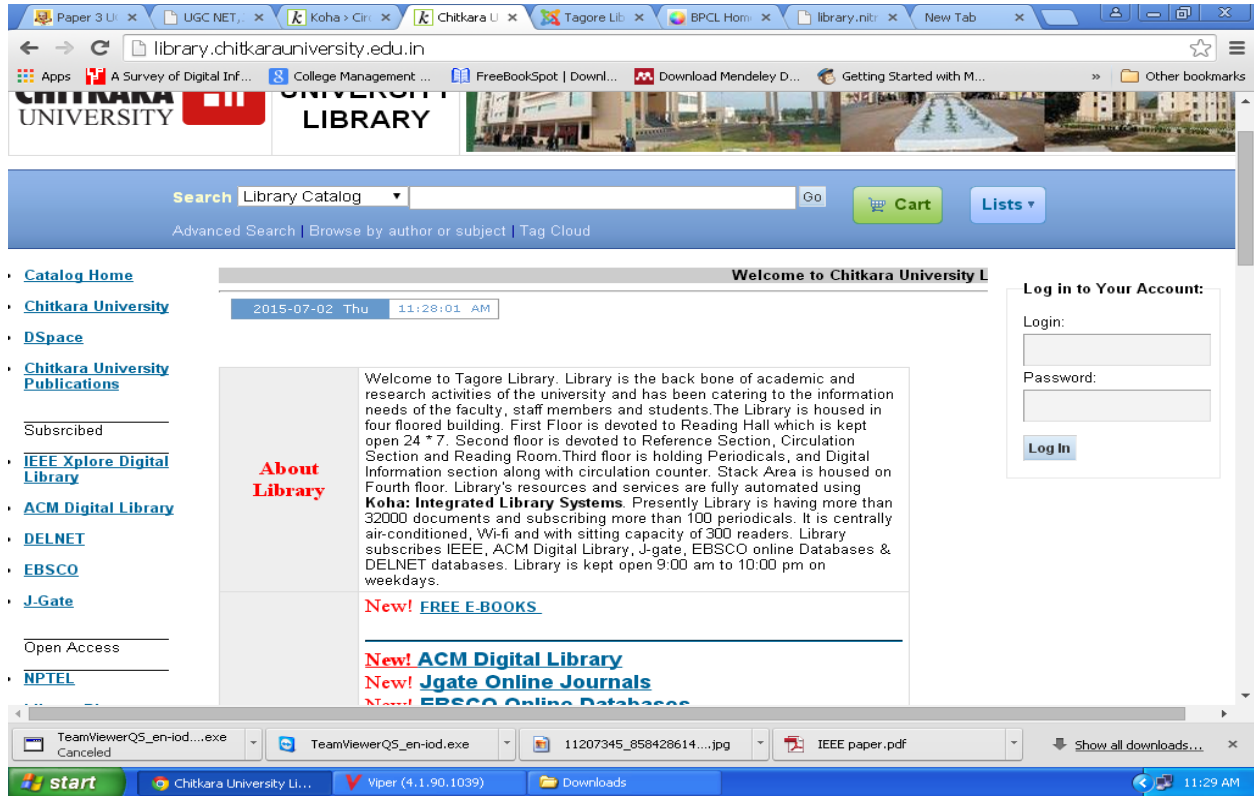 Paper 3 U
UGC NET,
Koha › Cir
Chitkara U
Tagore Lib
BPCL Hom
library.nitr
New Tab
library.chitkarauniversity.edu.in
Apps
A Survey of Digital Inf...
College Management ...
FreeBookSpot | Downl...
Download Mendeley D...
Getting Started with M...
»
Other bookmarks
CHITKARA
UNIVERSITY
UNIVERSITY
LIBRARY
Search
Library Catalog
Go
Cart
Lists
Advanced Search | Browse by author or subject | Tag Cloud
Catalog Home
Chitkara University
DSpace
Chitkara University
Publications
Subsrcibed
IEEE Xplore Digital
Library
ACM Digital Library
DELNET
EBSCO
J-Gate
Open Access
NPTEL
Welcome to Chitkara University L
2015-07-02 Thu
11:28:01 AM
About
Library
Welcome to Tagore Library. Library is the back bone of academic and
research activities of the university and has been catering to the information
needs of the faculty, staff members and students.The Library is housed in
four floored building. First Floor is devoted to Reading Hall which is kept
open 24 * 7. Second floor is devoted to Reference Section, Circulation
Section and Reading Room.Third floor is holding Periodicals, and Digital
Information section along with circulation counter. Stack Area is housed on
Fourth floor. Library's resources and services are fully automated using
Koha: Integrated Library Systems. Presently Library is having more than
32000 documents and subscribing more than 100 periodicals. It is centrally
air-conditioned, Wi-fi and with sitting capacity of 300 readers. Library
subscribes IEEE, ACM Digital Library, J-gate, EBSCO online Databases &
DELNET databases. Library is kept open 9:00 am to 10:00 pm on
weekdays.
New! FREE E-BOOKS
New! ACM Digital Library
New! Jgate Online Journals
New! EBSCO Online Databases
Log in to Your Account:
Login:
Password:
Log In
TeamViewerQS_en-iod....exe
Canceled
TeamViewerQS_en-iod.exe
11207345_858428614....jpg
IEEE paper.pdf
Show all downloads...
start
Chitkara University Li...
Viper (4.1.90.1039)
Downloads
11:29 AM